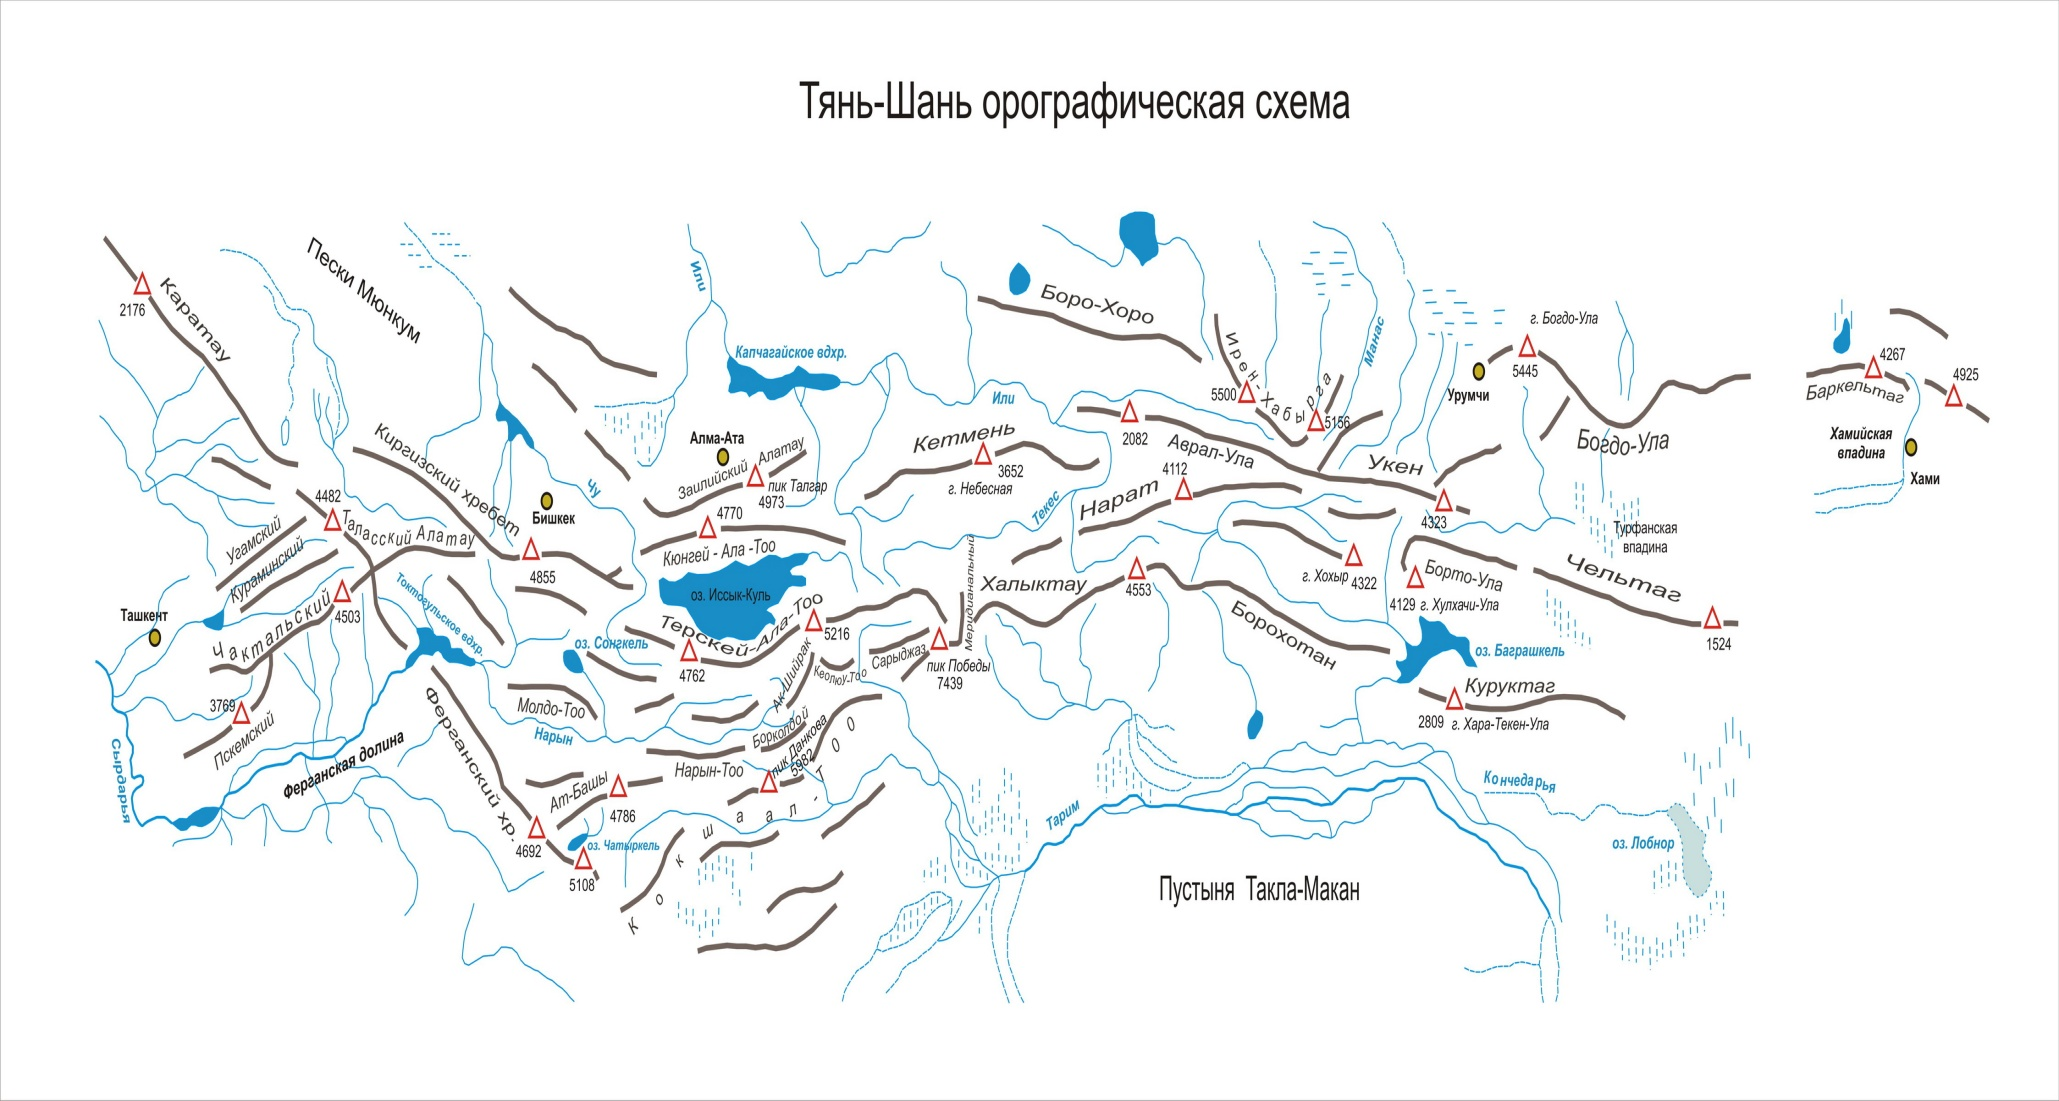 Тянь-Шань орографическая схема
Пески Мюнкум
Каратау
2176
Или
Капчагайское вдхр.
Боро-Хоро
Ирен-Хабырга
5500
5156
Манас
Урумчи
г. Богдо-Ула
5445
Богдо-Ула
4267
Баркельтаг
4925
Хамийская
впадина
Хами
Киргизский хребет
Чу
Бишкек
4855
Алма-Ата
Заилийский Алатау
пик Талгар
4973
4770
Кюнгей - Ала -Тоо
Кетмень
3652
г. Небесная
Или
Текес
2082
Аврал-Ула
4112
Нарат
Укен
4323
Турфанская
впадина
4482
Таласский Алатау
Угамский
Кураминский
Чактальский
4503
Ташкент
Токтогульское вдхр.
оз. Иссык-Куль
Терскей-Ала-Тоо
5216
4762
оз. Сонгкель
Меридианальный
Халыктау
4553
г. Хохыр
4322
Борто-Ула
4129
г. Хулхачи-Ула
Чельтаг
1524
Борохотан
оз. Баграшкель
Сарыджаз
пик Победы
7439
Кеолюу-Тоо
Ак-Шийрак
Куруктаг
2809
г. Хара-Текен-Ула
3769
Пскемский
Сырдарья
Ферганская долина
Ферганский хр.
4692
Молдо-Тоо
Нарын
Борколдой
пик Данкова
5982
Нарын-Тоо
Ат-Башы
4786
оз. Чатыркель
5108
Кокшаал-Тоо
Тарим
Кончедарья
оз. Лобнор
Пустыня Такла-Макан